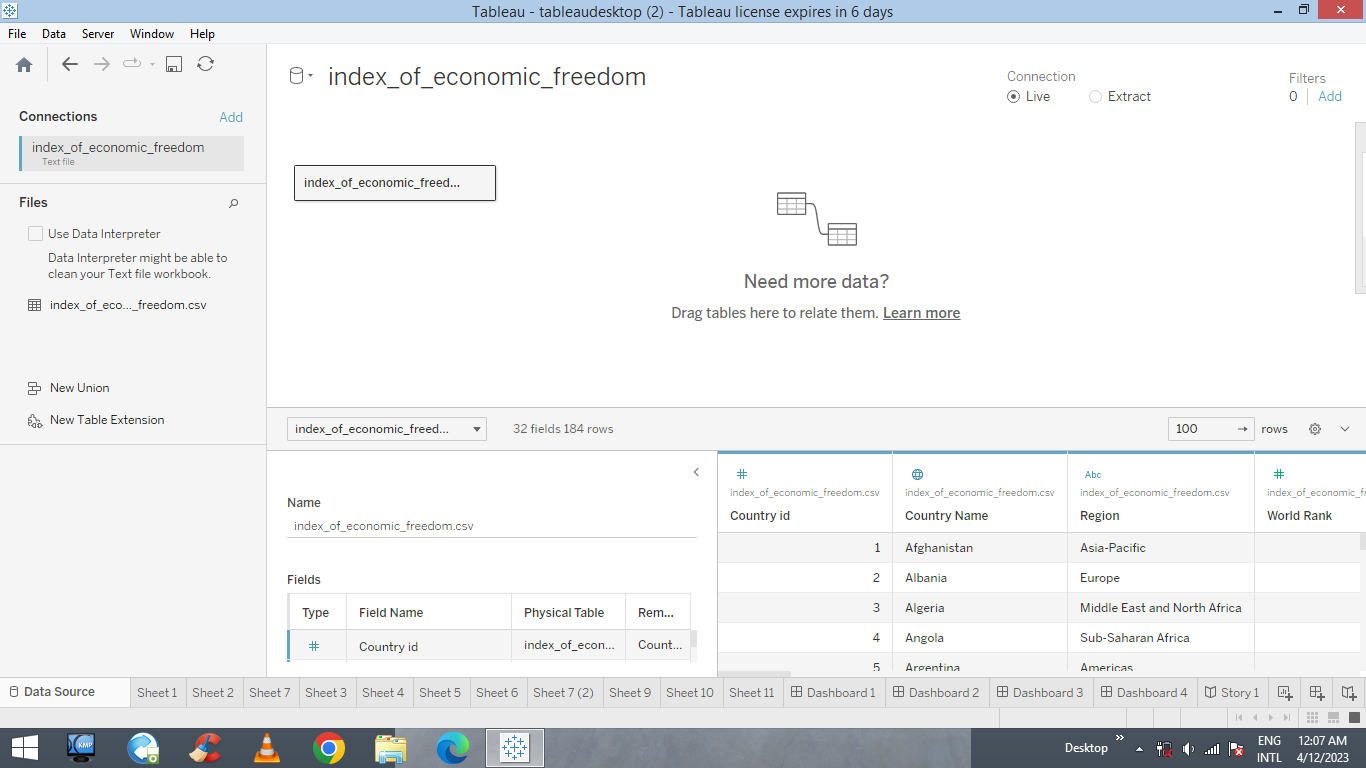 Tableau - tableaudesktop (2) - Tableau license expires in 6 days
File Data Server Window Help
Connections Add
index_of_economic_freedom
Text file
Files
Use Data Interpreter
Data Interpreter might be able to
clean your Text file workbook.
index_of_eco..._freedom.csv
New Union
New Table Extension
index_of_economic_freedom
Connection
Live Extract
Filters
0 Add
index_of_economic_freed...
Need more data?
Drag tables here to relate them. Learn more
index_of_economic_freed... 32 fields 184 rows 100 rows
Name
index_of_economic_freedom.csv
Fields
Type Field Name Physical Table Rem...
# Country id index_of_econ... Count...
# Abc #
index_of_economic_freedom.csv index_of_economic_freedom.csv index_of_economic_freedom.csv index_of_economic_f
Country id Country Name Region World Rank
1 Afghanistan Asia-Pacific
2 Albania Europe
3 Algeria Middle East and North Africa
4 Angola Sub-Saharan Africa
5 Argentina Americas
Data Source Sheet 1 Sheet 2 Sheet 7 Sheet 3 Sheet 4 Sheet 5 Sheet 6 Sheet 7 (2) Sheet 9 Sheet 10 Sheet 11 Dashboard 1 Dashboard 2 Dashboard 3 Dashboard 4 Story 1
KMP
Desktop
ENG
INTL
12:07 AM
4/12/2023